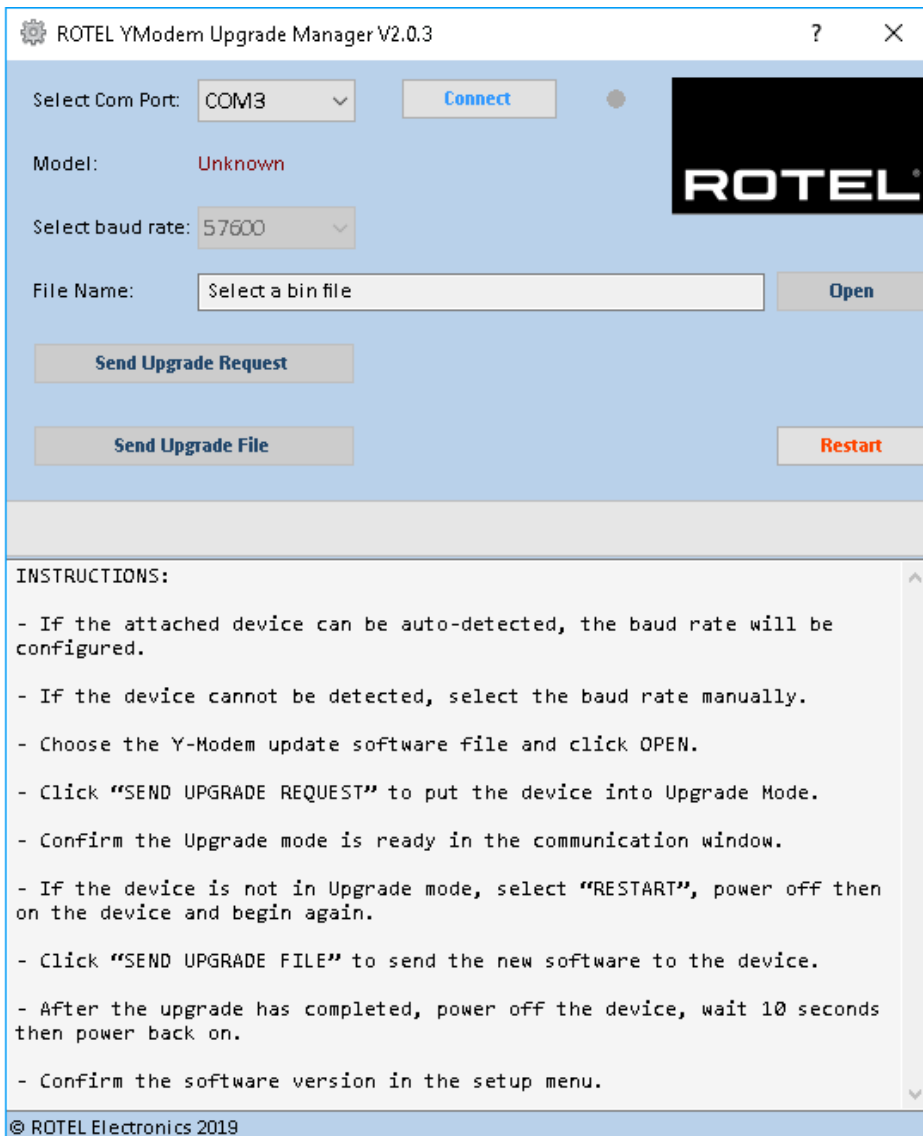 ROTEL YModem Upgrade Manager V2.0.3
?
Select Com Port: COM3 Connect
Model: Unknown
ROTEL
Select baud rate: 57600
File Name: Select a bin file Open
Send Upgrade Request
Send Upgrade File Restart
INSTRUCTIONS:
- If the attached device can be auto-detected, the baud rate will be
configured.
- If the device cannot be detected, select the baud rate manually.
- Choose the Y-Modem update software file and click OPEN.
- Click “SEND UPGRADE REQUEST” to put the device into Upgrade Mode.
- Confirm the Upgrade mode is ready in the communication window.
- If the device is not in Upgrade mode, select “RESTART”, power off then
on the device and begin again.
- Click “SEND UPGRADE FILE” to send the new software to the device.
- After the upgrade has completed, power off the device, wait 10 seconds
then power back on.
- Confirm the software version in the setup menu.
© ROTEL Electronics 2019